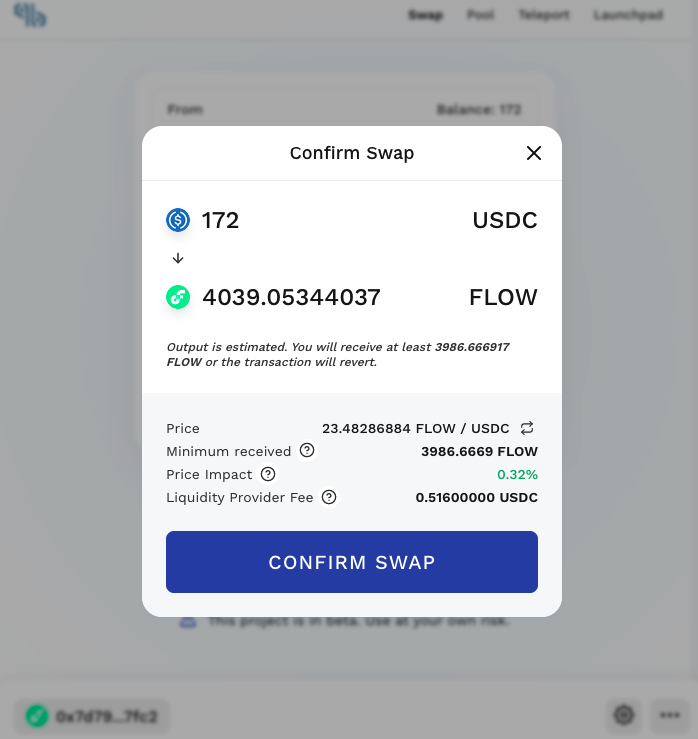 Swap Pool Teleport Launchpad
From Balance: 172
Confirm Swap
172 USDC
4039.05344037 FLOW
Output is estimated. You will receive at least 3986.666917
FLOW or the transaction will revert.
Price 23.48286884 FLOW / USDC
Minimum received 3986.6669 FLOW
Price Impact 0.32%
Liquidity Provider Fee 0.51600000 USDC
CONFIRM SWAP
This project is in beta. Use at your own risk.
0x7d79...7fc2